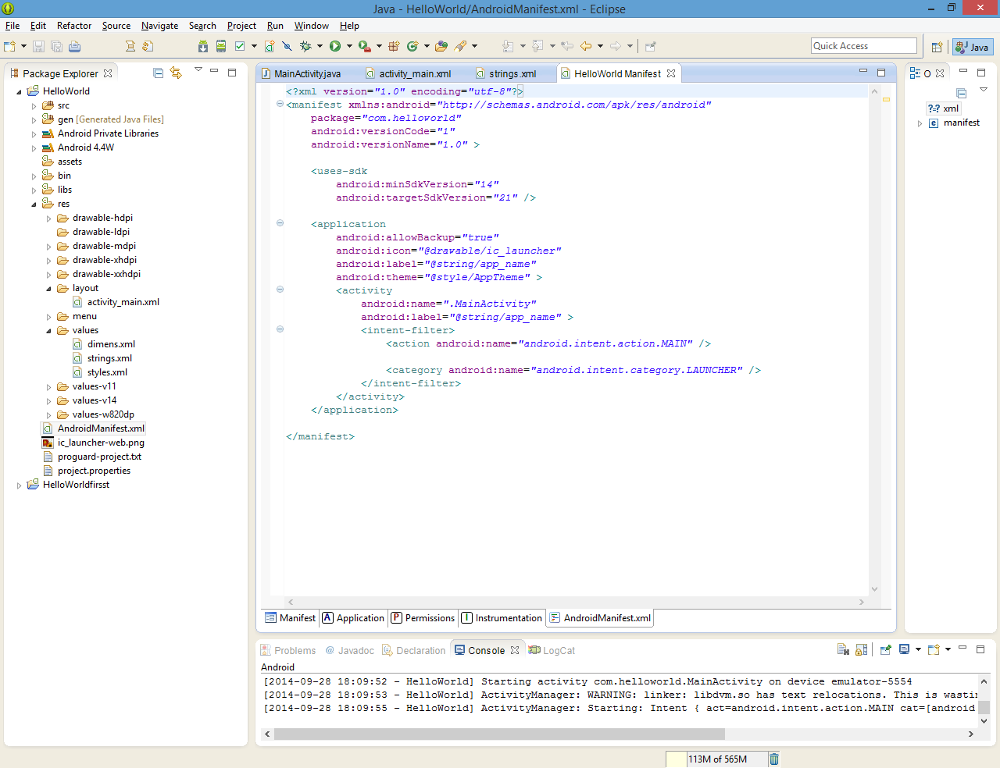 Java - HelloWorld/AndroidManifest.xml - Eclipse
File Edit Refactor Source Navigate Search Project Run Window Help
Quick Access
Java
Package Explorer
HelloWorld
src
gen [Generated Java Files]
Android Private Libraries
Android 4.4W
assets
bin
libs
res
drawable-hdpi
drawable-ldpi
drawable-mdpi
drawable-xhdpi
drawable-xxhdpi
layout
activity_main.xml
menu
values
dimens.xml
strings.xml
styles.xml
values-v11
values-v14
values-w820dp
AndroidManifest.xml
ic_launcher-web.png
proguard-project.txt
project.properties
HelloWorldfirsst
MainActivity.java activity_main.xml strings.xml HelloWorld Manifest
<?xml version="1.0" encoding="utf-8"?>
<manifest xmlns:android="http://schemas.android.com/apk/res/android"
package="com.helloworld"
android:versionCode="1"
android:versionName="1.0" >
<uses-sdk
android:minSdkVersion="14"
android:targetSdkVersion="21" />
<application
android:allowBackup="true"
android:icon="@drawable/ic_launcher"
android:label="@string/app_name"
android:theme="@style/AppTheme" >
<activity
android:name=".MainActivity"
android:label="@string/app_name" >
<intent-filter>
<action android:name="android.intent.action.MAIN" />
<category android:name="android.intent.category.LAUNCHER" />
</intent-filter>
</activity>
</application>
</manifest>
Manifest A Application P Permissions I Instrumentation AndroidManifest.xml
O
?-? xml
e manifest
Problems @ Javadoc Declaration Console LogCat
Android
[2014-09-28 18:09:52 - HelloWorld] Starting activity com.helloworld.MainActivity on device emulator-5554
[2014-09-28 18:09:53 - HelloWorld] ActivityManager: WARNING: linker: libdvm.so has text relocations. This is wastin
[2014-09-28 18:09:55 - HelloWorld] ActivityManager: Starting: Intent { act=android.intent.action.MAIN cat=[android
113M of 565M